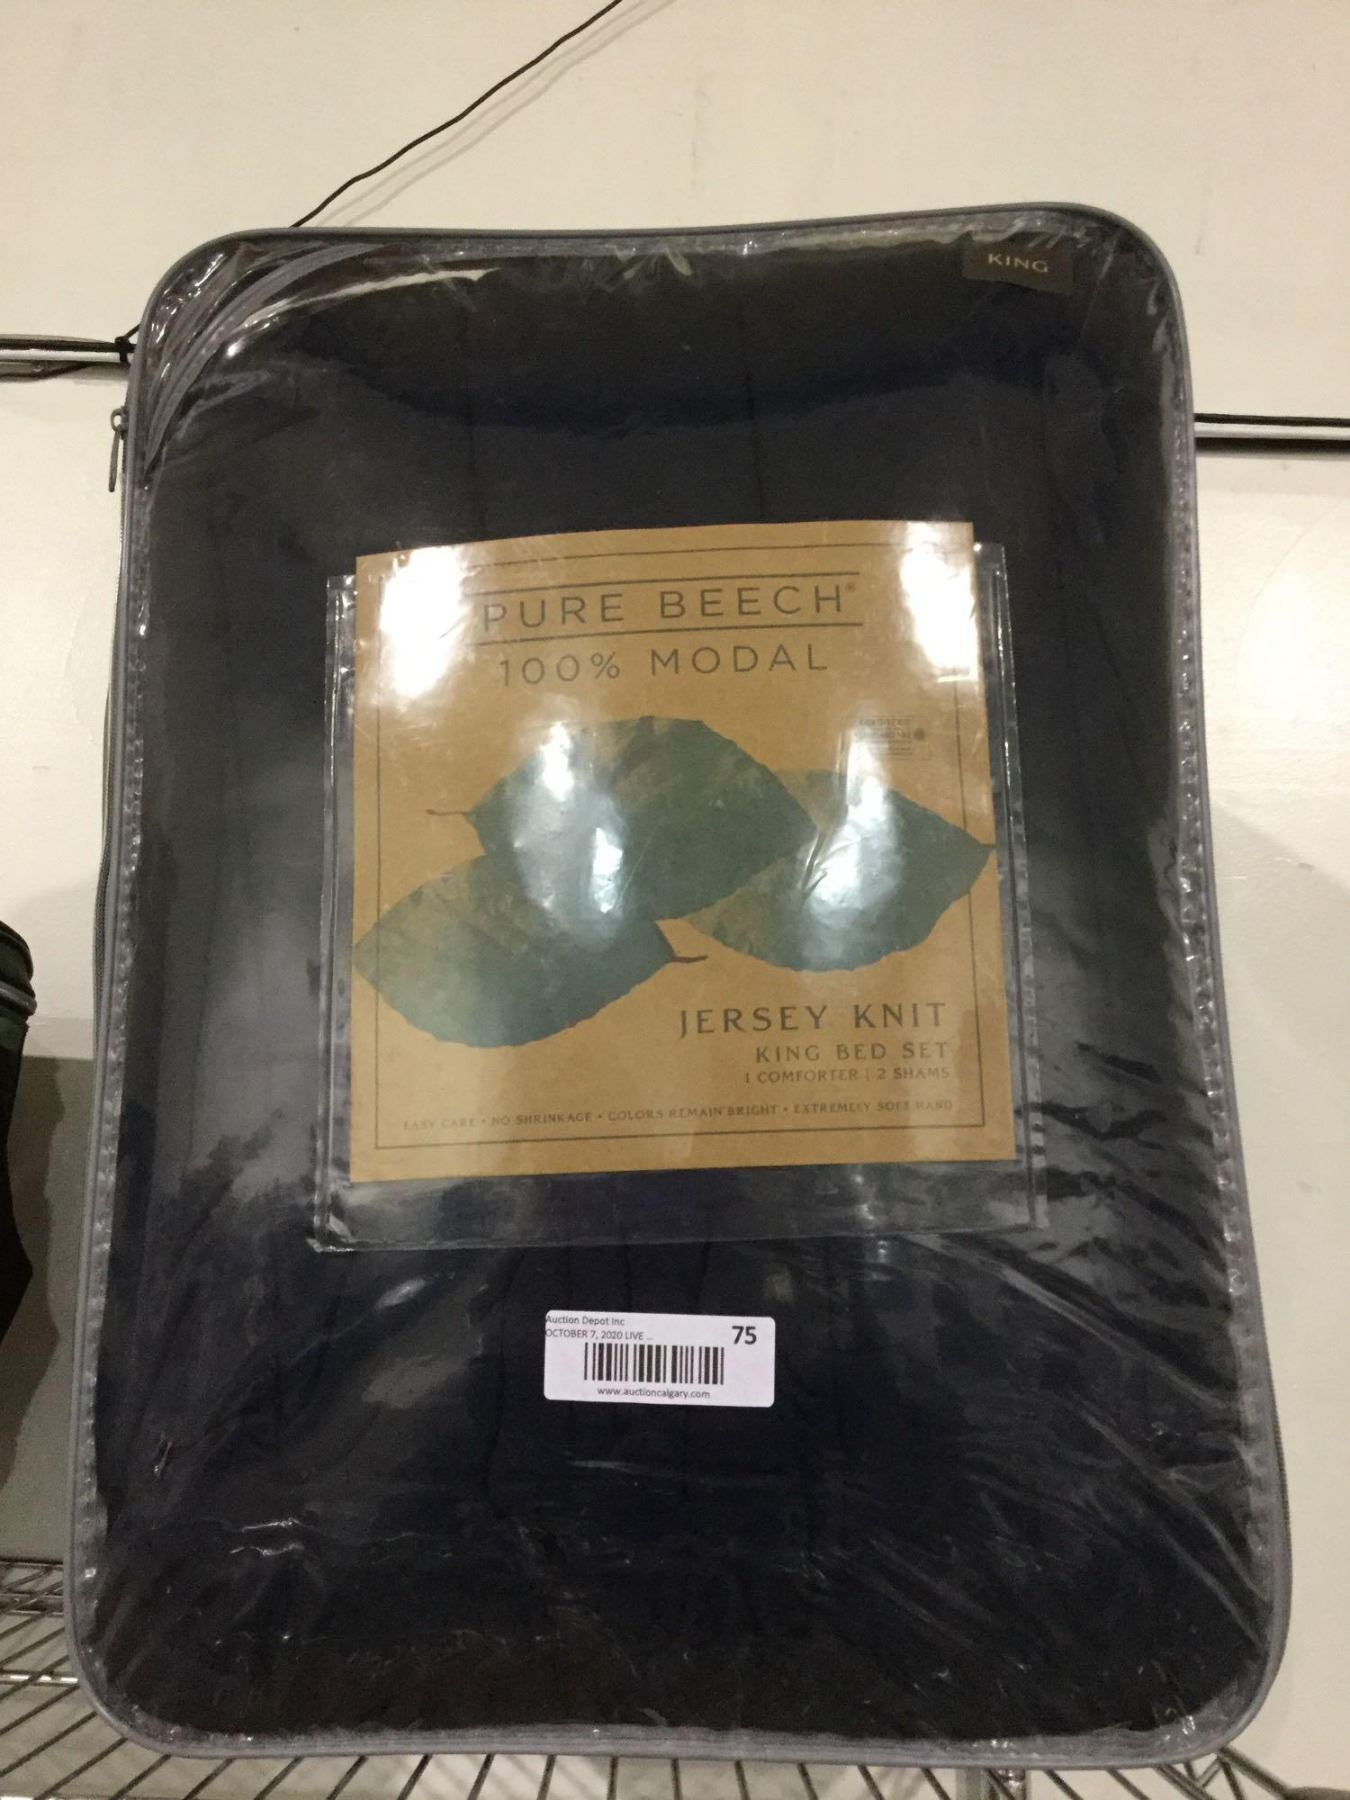 KING
PURE BEECH®
100% MODAL
JERSEY KNIT
KING BED SET
1 COMFORTER | 2 SHAMS
EASY CARE • NO SHRINKAGE • COLORS REMAIN BRIGHT • EXTREMELY SOFT HAND
Auction Depot Inc
OCTOBER 7, 2020 LIVE ...
75
www.auctioncalgary.com